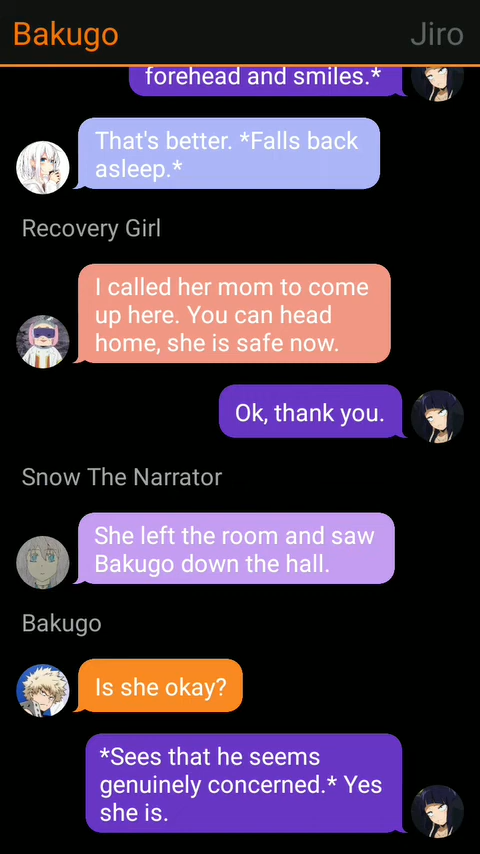 Bakugo
Jiro
forehead and smiles.*
That's better. *Falls back
asleep.*
Recovery Girl
I called her mom to come
up here. You can head
home, she is safe now.
Ok, thank you.
Snow The Narrator
She left the room and saw
Bakugo down the hall.
Bakugo
Is she okay?
*Sees that he seems
genuinely concerned.* Yes
she is.